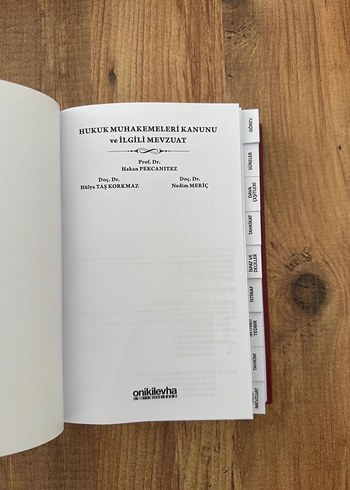 HUKUK MUHAKEMELERİ KANUNU
ve İLGİLİ MEVZUAT
Prof. Dr.
Hakan PEKCANITEZ
Doç. Dr.
Hülya TAŞ KORKMAZ
Doç. Dr.
Nedim MERİÇ
onikilevha
GÖREV
SÜRELER
DAVA
ÇEŞİTLERİ
TAHKİKAT
İSPAT VE
DELİLLER
İSTİNAF
TEDBİR
TAHKİM
MEVZUAT